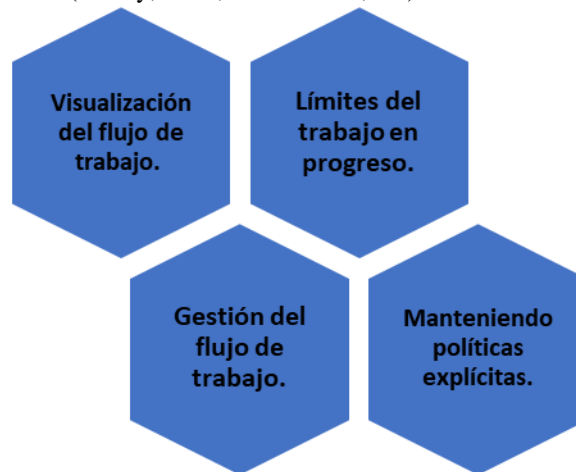 Visualización
del flujo de
trabajo.
Límites del
trabajo en
progreso.
Gestión del
flujo de
trabajo.
Manteniendo
políticas
explícitas.